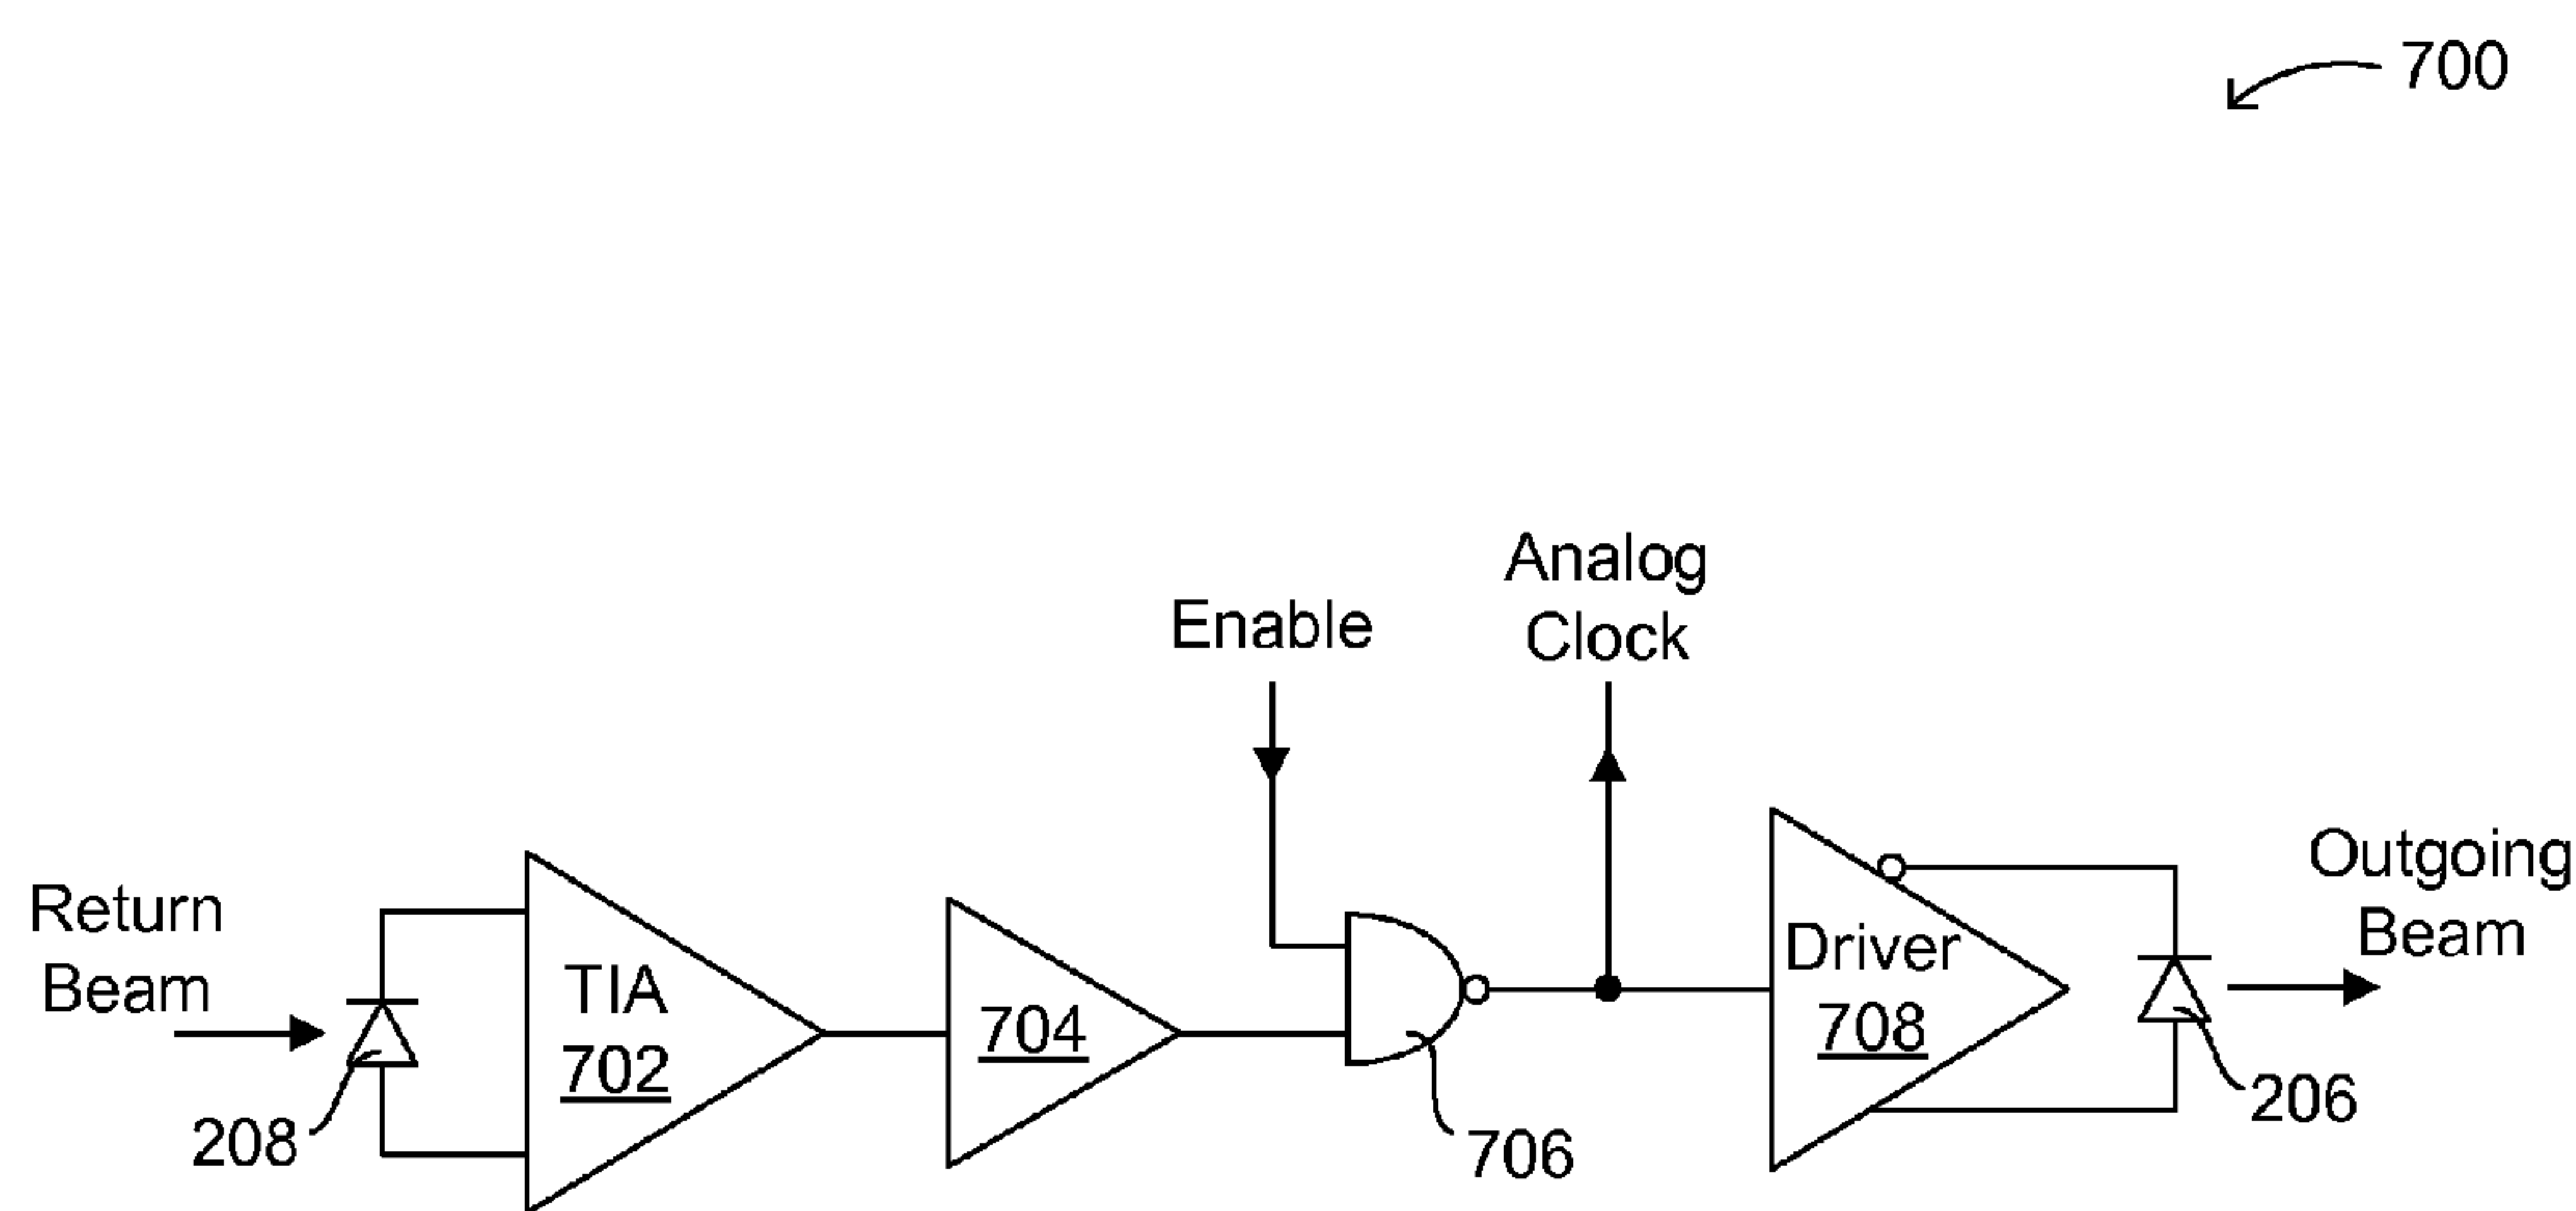 700
Analog
Clock
Enable
Return
Beam
208
TIA
702
704
706
Driver
708
206
Outgoing
Beam